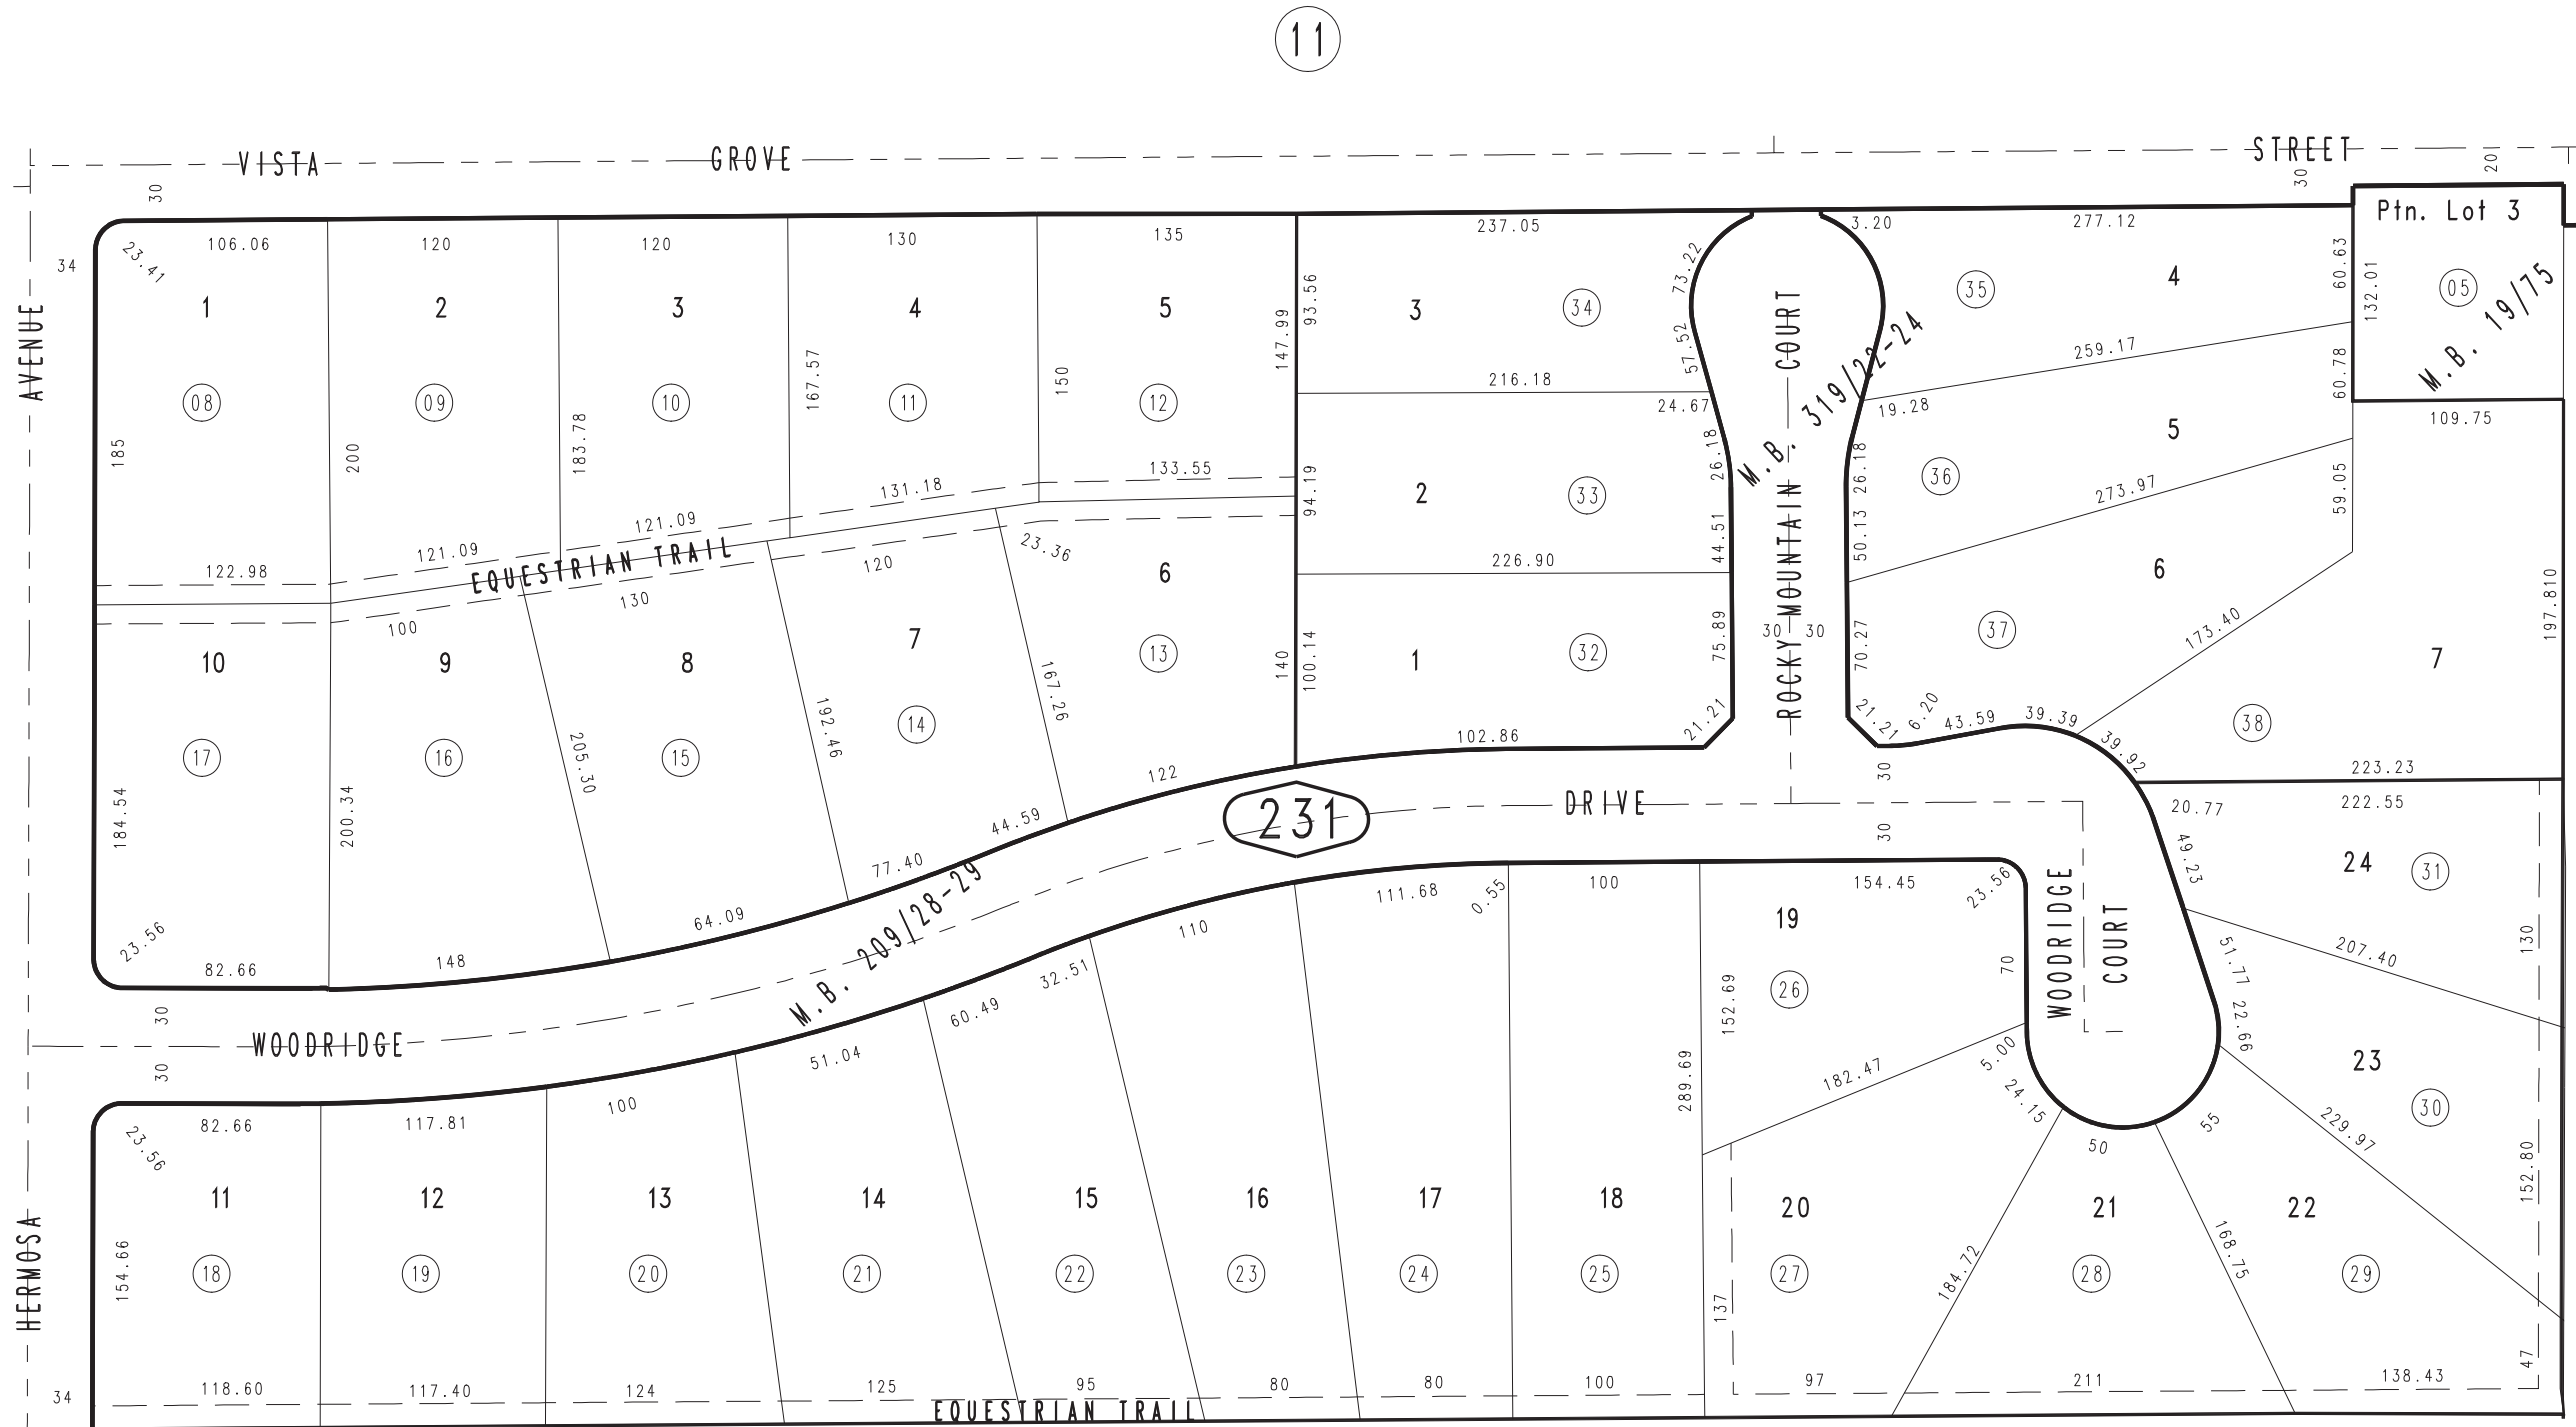 11
VISTA GROVE STREET
30 30 20
34 AVENUE
23.41 106.06 120 120 130 135 237.05 3.20 277.12
1 2 3 4 5 3 34 35 4
Ptn. Lot 3
05
M.B. 19/75
132.01
60.63
60.78
08 09 10 11 12
185 200 183.78 167.57 150 147.99 93.56
73.22 57.52
COURT
M.B. 319/22-24
259.17
216.18
24.67
19.28
109.75
5
36
26.18 26.18
2 33
94.19
44.51 50.13
273.97
59.05
122.98 121.09 121.09 131.18 133.55
EQUESTRIAN TRAIL
100 130 120 23.36
226.90
6
37
197.810
10 9 8 7 6
17 16 15 14 13
184.54 200.34 205.30 192.46 167.26 140 100.14
1 32
75.89 70.27
30 30
ROCKY MOUNTAIN
173.40
7
38
21.21 21.21
102.86
6.20 43.59 39.39 39.92
223.23
23.56 82.66 148 64.09 77.40 44.59 122
231
DRIVE
30
30
20.77 222.55
49.23
24 31
130
30
WOODRIDGE
30
M.B. 209/28-29
23.56 82.66 117.81 100 51.04 60.49 32.51 110 111.68 0.55 100 154.45 23.56
19
26
152.69
70
WOODRIDGE
COURT
51.77
207.40
22.66
23
30
289.69
182.47
5.00
24.15
50
55
229.97
152.80
11 12 13 14 15 16 17 18 20 21 22
18 19 20 21 22 23 24 25 27 28 29
154.66
137
184.72
168.75
47
HERMOSA
34
118.60 117.40 124 125 95 80 80 100 97 211 138.43
EQUESTRIAN TRAIL